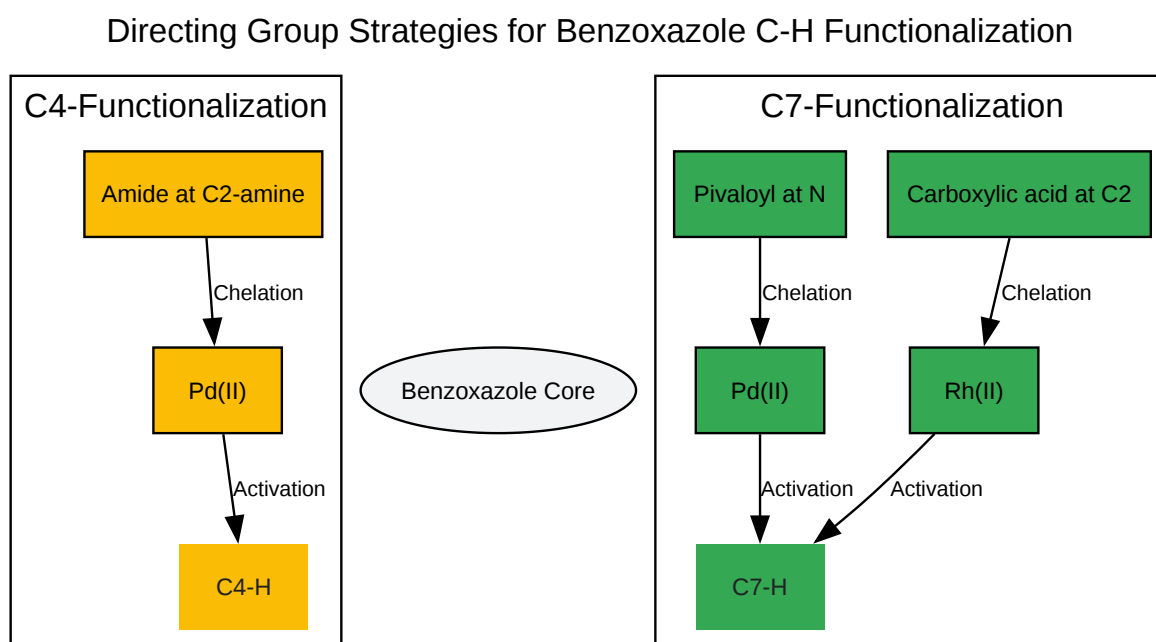 Directing Group Strategies for Benzoxazole C-H Functionalization
C4-Functionalization
Amide at C2-amine
Chelation
Pd(II)
Activation
C4-H
Benzoxazole Core
C7-Functionalization
Pivaloyl at N
Carboxylic acid at C2
Chelation
Chelation
Pd(II)
Rh(II)
Activation
Activation
C7-H